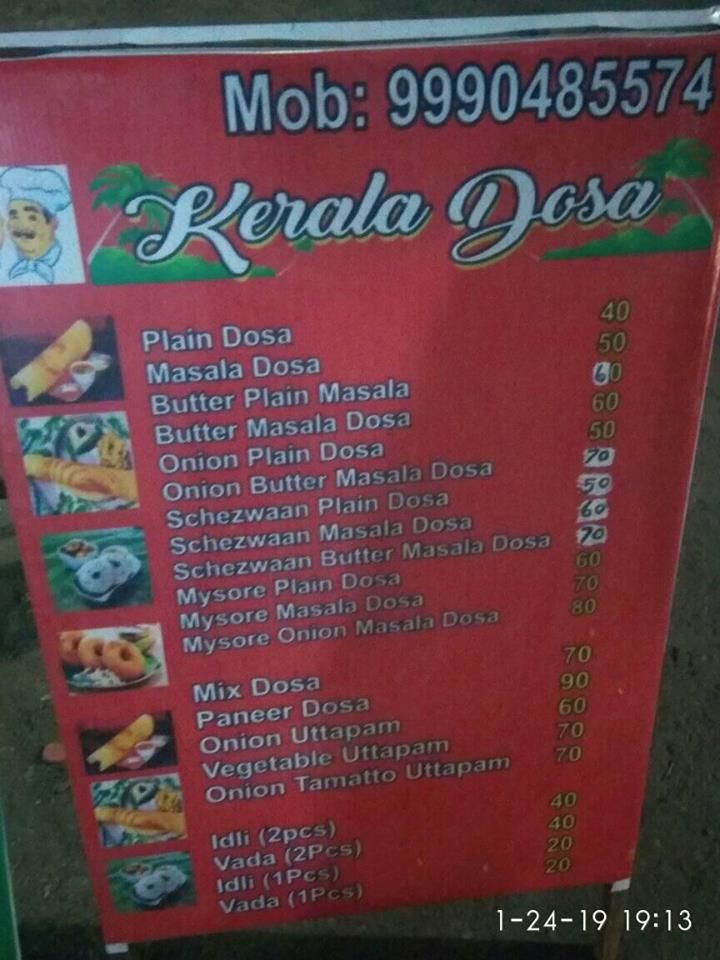 Mob: 9990485574
Kerala Dosa
Plain Dosa 40
Masala Dosa 50
Butter Plain Masala 60
Butter Masala Dosa 60
Onion Plain Dosa 50
Onion Butter Masala Dosa 70
Schezwaan Plain Dosa 50
Schezwaan Masala Dosa 60
Schezwaan Butter Masala Dosa 70
Mysore Plain Dosa 60
Mysore Masala Dosa 70
Mysore Onion Masala Dosa 80
Mix Dosa 70
Paneer Dosa 90
Onion Uttapam 60
Vegetable Uttapam 70
Onion Tamatto Uttapam 70
Idli (2pcs) 40
Vada (2Pcs) 40
Idli (1Pcs) 20
Vada (1Pcs) 20
1-24-19 19:13